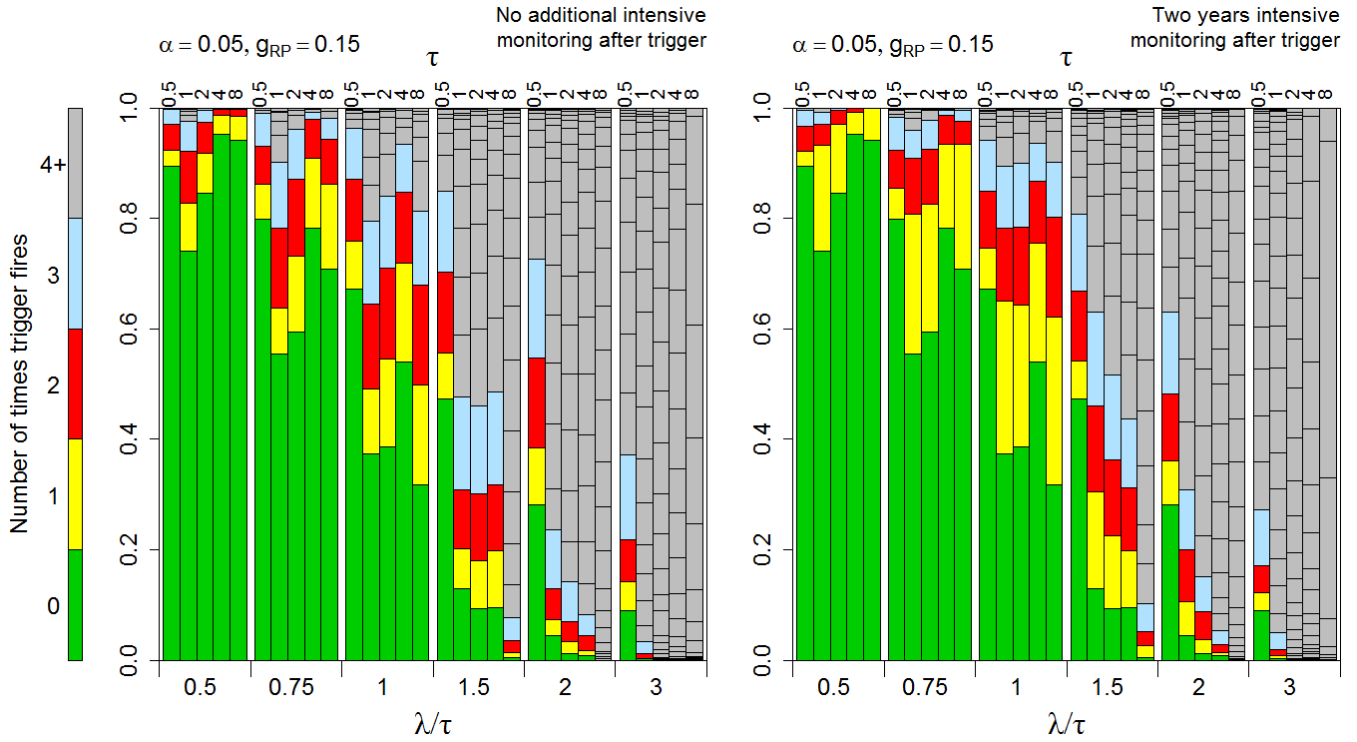 No additional intensive
monitoring after trigger
α = 0.05, gRP = 0.15
τ
0.5 1 2 4 8 0.5 1 2 4 8 0.5 1 2 4 8 0.5 1 2 4 8 0.5 1 2 4 8 0.5 1 2 4 8
Number of times trigger fires
4+
3
2
1
0
1.0
0.8
0.6
0.4
0.2
0.0
0.5 0.75 1 1.5 2 3
λ/τ
Two years intensive
monitoring after trigger
α = 0.05, gRP = 0.15
τ
0.5 1 2 4 8 0.5 1 2 4 8 0.5 1 2 4 8 0.5 1 2 4 8 0.5 1 2 4 8 0.5 1 2 4 8
1.0
0.8
0.6
0.4
0.2
0.0
0.5 0.75 1 1.5 2 3
λ/τ